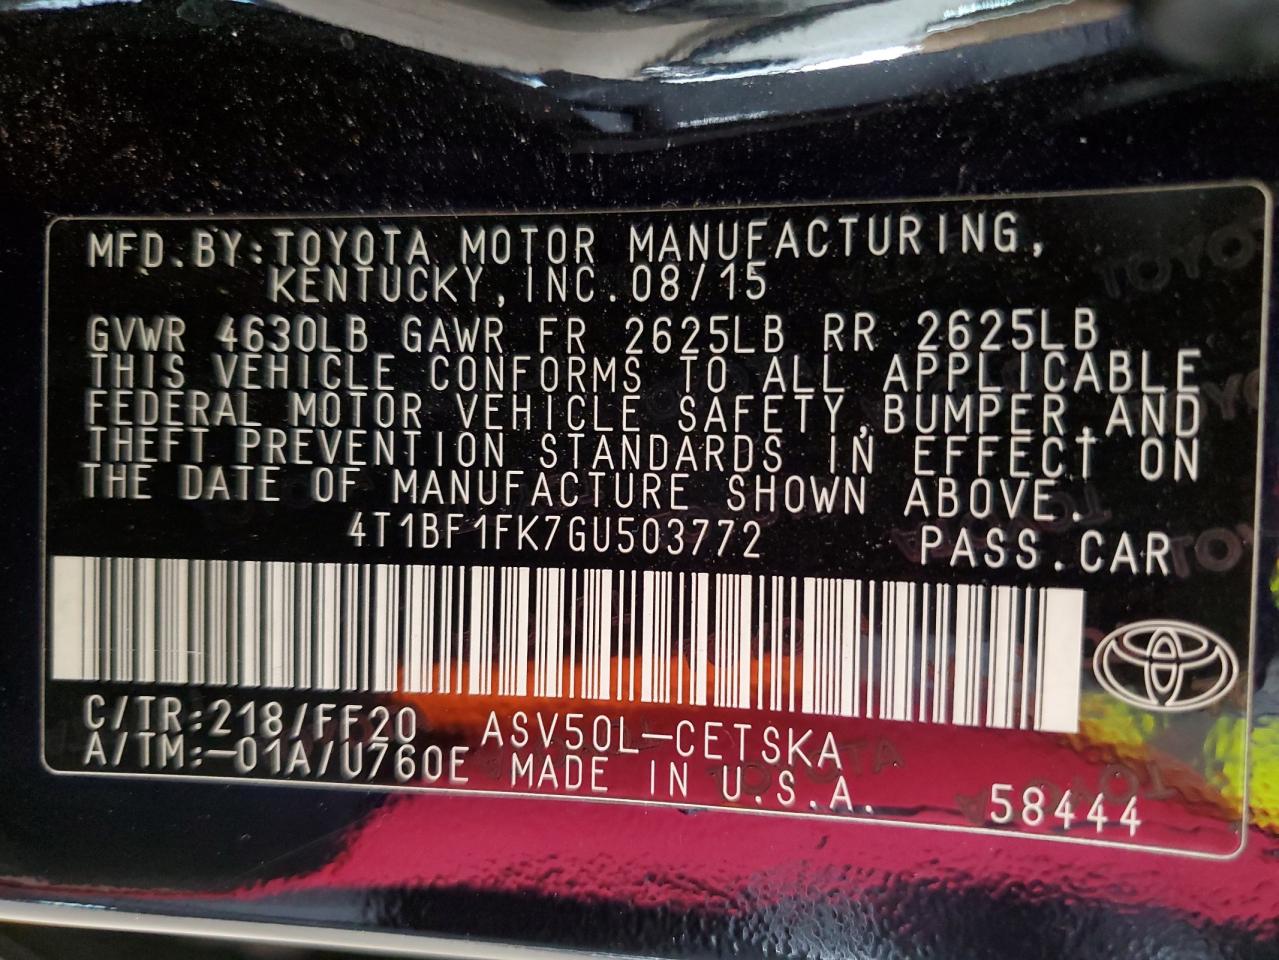 MFD.BY:TOYOTA MOTOR MANUFACTURING,
KENTUCKY,INC.08/15
GVWR 4630LB GAWR FR 2625LB RR 2625LB
THIS VEHICLE CONFORMS TO ALL APPLICABLE
FEDERAL MOTOR VEHICLE SAFETY,BUMPER,AND
THEFT PREVENTION STANDARDS IN EFFECT ON
THE DATE OF MANUFACTURE SHOWN ABOVE.
4T1BF1FK7GU503772 PASS.CAR
C/TR:218/FF20 ASV50L-CETSKA
A/TM:-01A/U760E MADE IN U.S.A. 58444